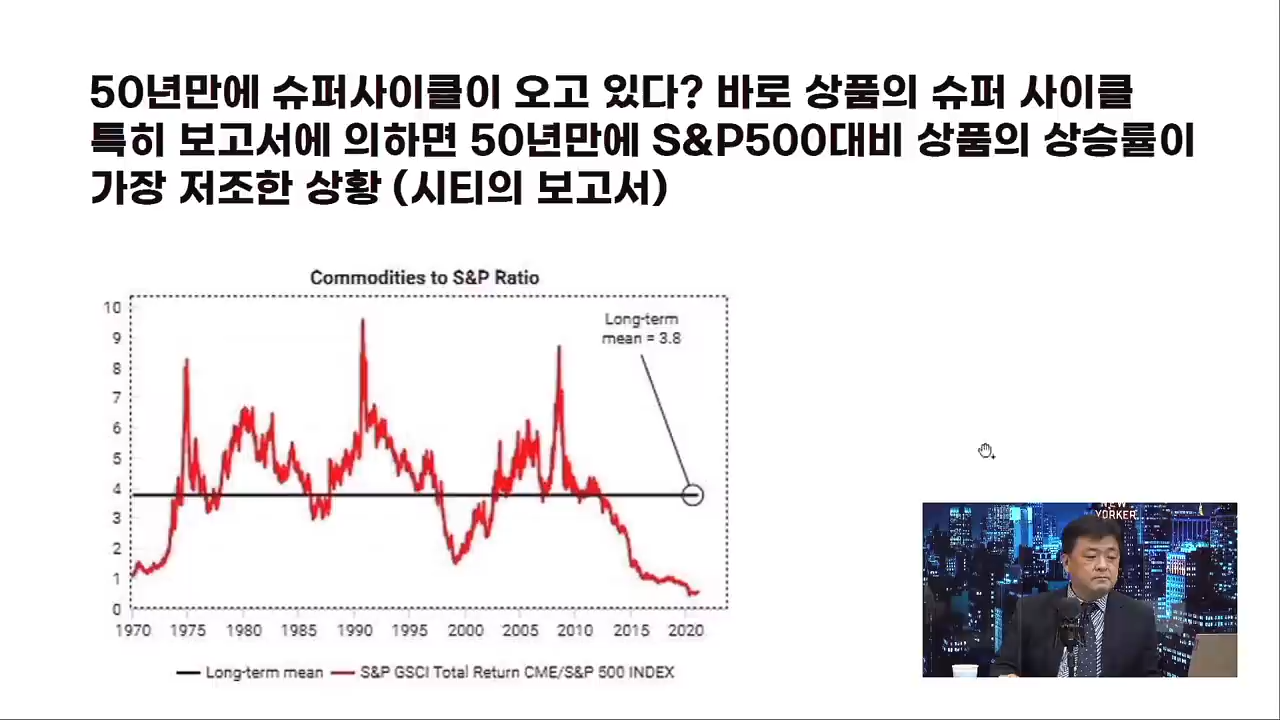 50년만에 슈퍼사이클이 오고 있다? 바로 상품의 슈퍼 사이클
특히 보고서에 의하면 50년만에 S&P500대비 상품의 상승률이
가장 저조한 상황 (시티의 보고서)
Commodities to S&P Ratio
Long-term
mean = 3.8
10
9
8
7
6
5
4
3
2
1
0
1970 1975 1980 1985 1990 1995 2000 2005 2010 2015 2020
Long-term mean S&P GSCI Total Return CME/S&P 500 INDEX
NEW
YORKER